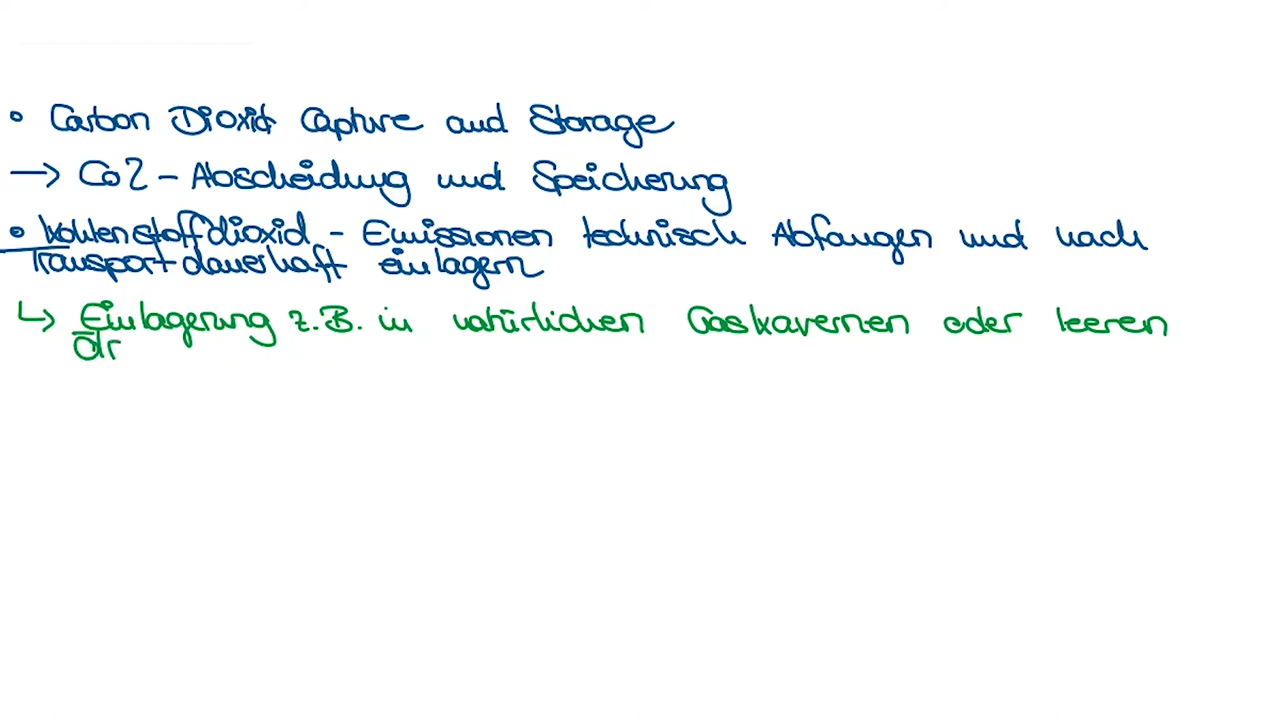 • Carbon Dioxid Capture and Storage
→ CO2 - Abscheidung und Speicherung
• Kohlenstoffdioxid - Emissionen technisch Abfangen und nach
Transport dauerhaft einlagern
↳ Einlagerung z.B. in natürlichen Gaskavernen oder leeren